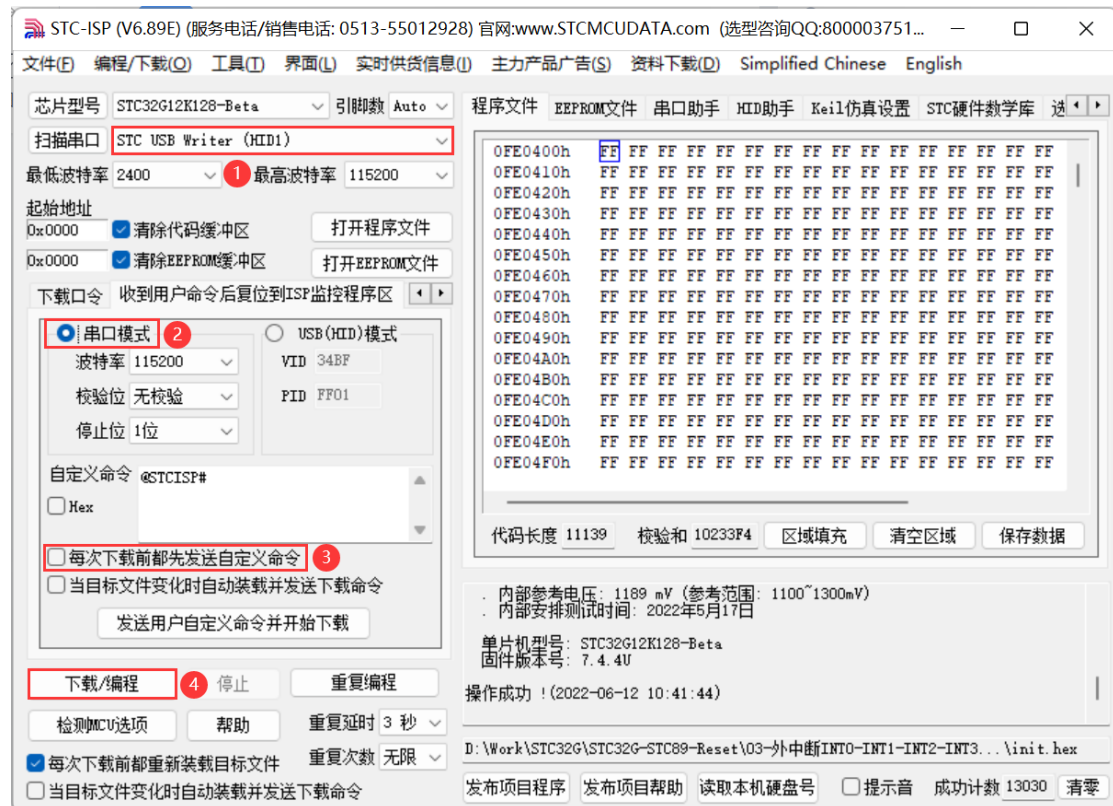 STC-ISP (V6.89E) (服务电话/销售电话: 0513-55012928) 官网:www.STCMCUDATA.com (选型咨询QQ:800003751...
文件(F) 编程/下载(O) 工具(T) 界面(L) 实时供货信息(I) 主力产品广告(S) 资料下载(D) Simplified Chinese English
芯片型号 STC32G12K128-Beta 引脚数 Auto
扫描串口 STC USB Writer (HID1)
最低波特率 2400 1 最高波特率 115200
起始地址
0x0000 清除代码缓冲区 打开程序文件
0x0000 清除EEPROM缓冲区 打开EEPROM文件
下载口令 收到用户命令后复位到ISP监控程序区
串口模式 2 USB(HID)模式
波特率 115200 VID 34BF
校验位 无校验 PID FF01
停止位 1位
自定义命令 @STCISP#
Hex
每次下载前都先发送自定义命令 3
当目标文件变化时自动装载并发送下载命令
发送用户自定义命令并开始下载
下载/编程 4 停止 重复编程
检测MCU选项 帮助 重复延时 3 秒
每次下载前都重新装载目标文件 重复次数 无限
当目标文件变化时自动装载并发送下载命令
程序文件 EEPROM文件 串口助手 HID助手 Keil仿真设置 STC硬件数学库 选
0FE0400h FF FF FF FF FF FF FF FF FF FF FF FF FF FF FF FF
0FE0410h FF FF FF FF FF FF FF FF FF FF FF FF FF FF FF FF
0FE0420h FF FF FF FF FF FF FF FF FF FF FF FF FF FF FF FF
0FE0430h FF FF FF FF FF FF FF FF FF FF FF FF FF FF FF FF
0FE0440h FF FF FF FF FF FF FF FF FF FF FF FF FF FF FF FF
0FE0450h FF FF FF FF FF FF FF FF FF FF FF FF FF FF FF FF
0FE0460h FF FF FF FF FF FF FF FF FF FF FF FF FF FF FF FF
0FE0470h FF FF FF FF FF FF FF FF FF FF FF FF FF FF FF FF
0FE0480h FF FF FF FF FF FF FF FF FF FF FF FF FF FF FF FF
0FE0490h FF FF FF FF FF FF FF FF FF FF FF FF FF FF FF FF
0FE04A0h FF FF FF FF FF FF FF FF FF FF FF FF FF FF FF FF
0FE04B0h FF FF FF FF FF FF FF FF FF FF FF FF FF FF FF FF
0FE04C0h FF FF FF FF FF FF FF FF FF FF FF FF FF FF FF FF
0FE04D0h FF FF FF FF FF FF FF FF FF FF FF FF FF FF FF FF
0FE04E0h FF FF FF FF FF FF FF FF FF FF FF FF FF FF FF FF
0FE04F0h FF FF FF FF FF FF FF FF FF FF FF FF FF FF FF FF
代码长度 11139 校验和 10233F4 区域填充 清空区域 保存数据
. 内部参考电压: 1189 mV (参考范围: 1100~1300mV)
. 内部安排测试时间: 2022年5月17日
单片机型号: STC32G12K128-Beta
固件版本号: 7.4.4U
操作成功 !(2022-06-12 10:41:44)
D:\Work\STC32G\STC32G-STC89-Reset\03-外中断INT0-INT1-INT2-INT3...\init.hex
发布项目程序 发布项目帮助 读取本机硬盘号 提示音 成功计数 13030 清零